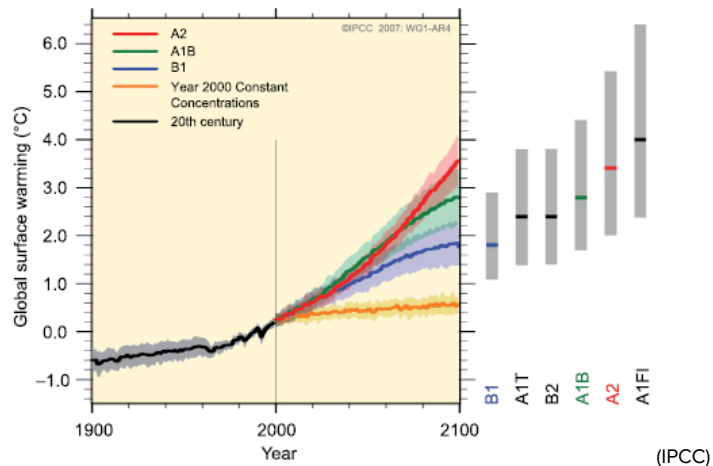 ©IPCC 2007: WG1-AR4
A2
A1B
B1
Year 2000 Constant
Concentrations
20th century
Global surface warming (°C)
6.0
5.0
4.0
3.0
2.0
1.0
0.0
–1.0
1900
2000
2100
Year
B1
A1T
B2
A1B
A2
A1FI
(IPCC)